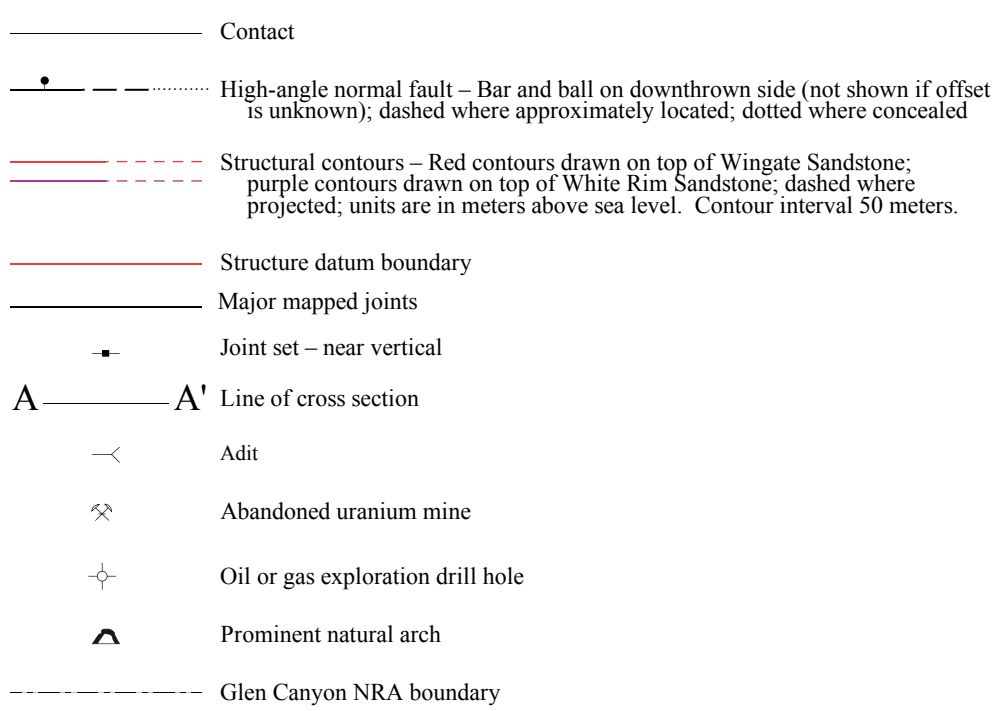 Contact
High-angle normal fault – Bar and ball on downthrown side (not shown if offset
is unknown); dashed where approximately located; dotted where concealed
Structural contours – Red contours drawn on top of Wingate Sandstone;
purple contours drawn on top of White Rim Sandstone; dashed where
projected; units are in meters above sea level.  Contour interval 50 meters.
Structure datum boundary
Major mapped joints
Joint set – near vertical
A A' Line of cross section
Adit
Abandoned uranium mine
Oil or gas exploration drill hole
Prominent natural arch
Glen Canyon NRA boundary